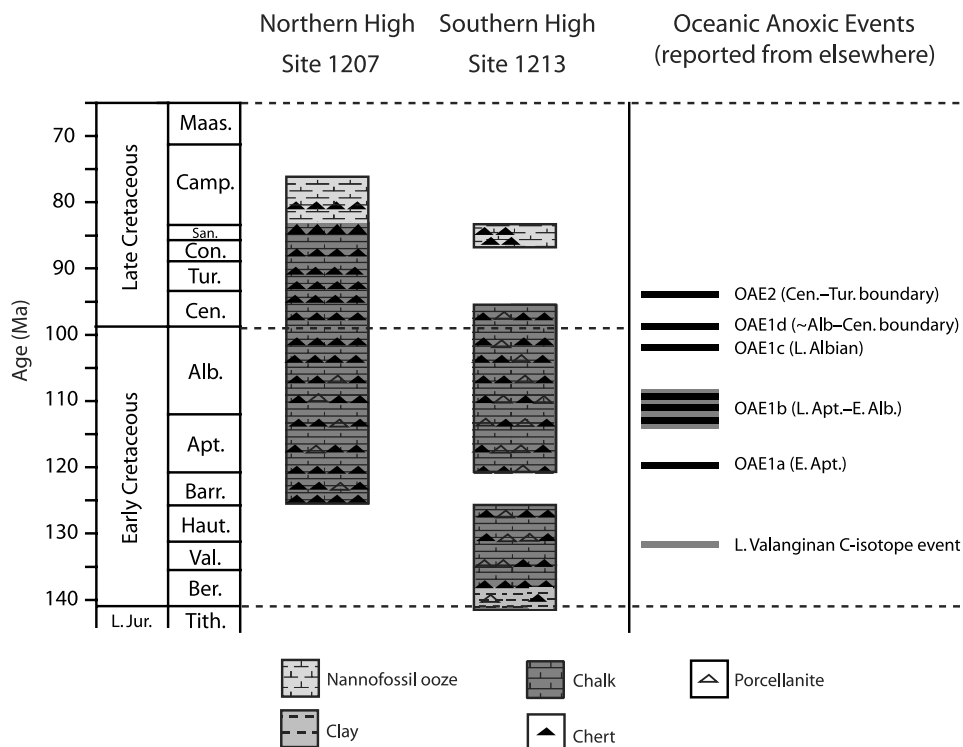 Northern High
Site 1207
Southern High
Site 1213
Oceanic Anoxic Events
(reported from elsewhere)
Age (Ma)
70
80
90
100
110
120
130
140
Late Cretaceous
Early Cretaceous
L. Jur.
Maas.
Camp.
San.
Con.
Tur.
Cen.
Alb.
Apt.
Barr.
Haut.
Val.
Ber.
Tith.
OAE2 (Cen.–Tur. boundary)
OAE1d (~Alb–Cen. boundary)
OAE1c (L. Albian)
OAE1b (L. Apt.–E. Alb.)
OAE1a (E. Apt.)
L. Valanginan C-isotope event
Nannofossil ooze
Chalk
Porcellanite
Clay
Chert